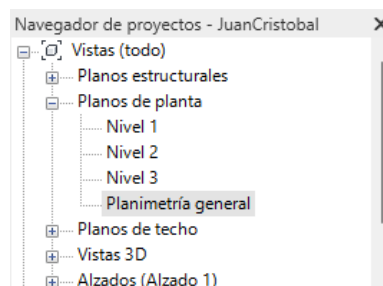 Navegador de proyectos - JuanCristobal
Vistas (todo)
Planos estructurales
Planos de planta
Nivel 1
Nivel 2
Nivel 3
Planimetría general
Planos de techo
Vistas 3D
Alzados (Alzado 1)